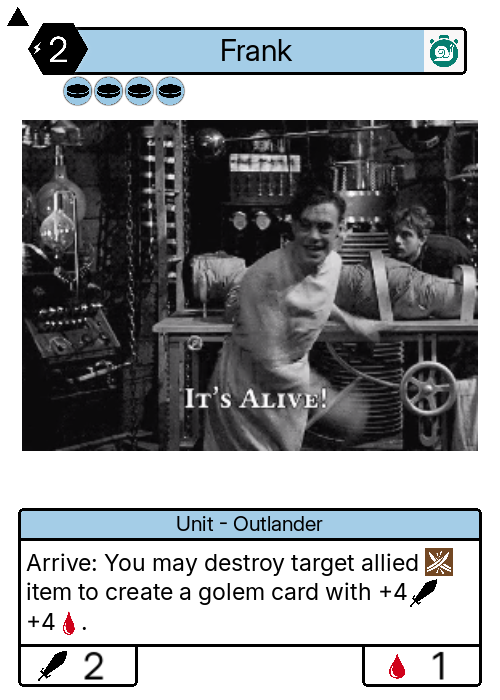 2
Frank
IT'S ALIVE!
Unit - Outlander
Arrive: You may destroy target allied
item to create a golem card with +4
+4 .
2
1